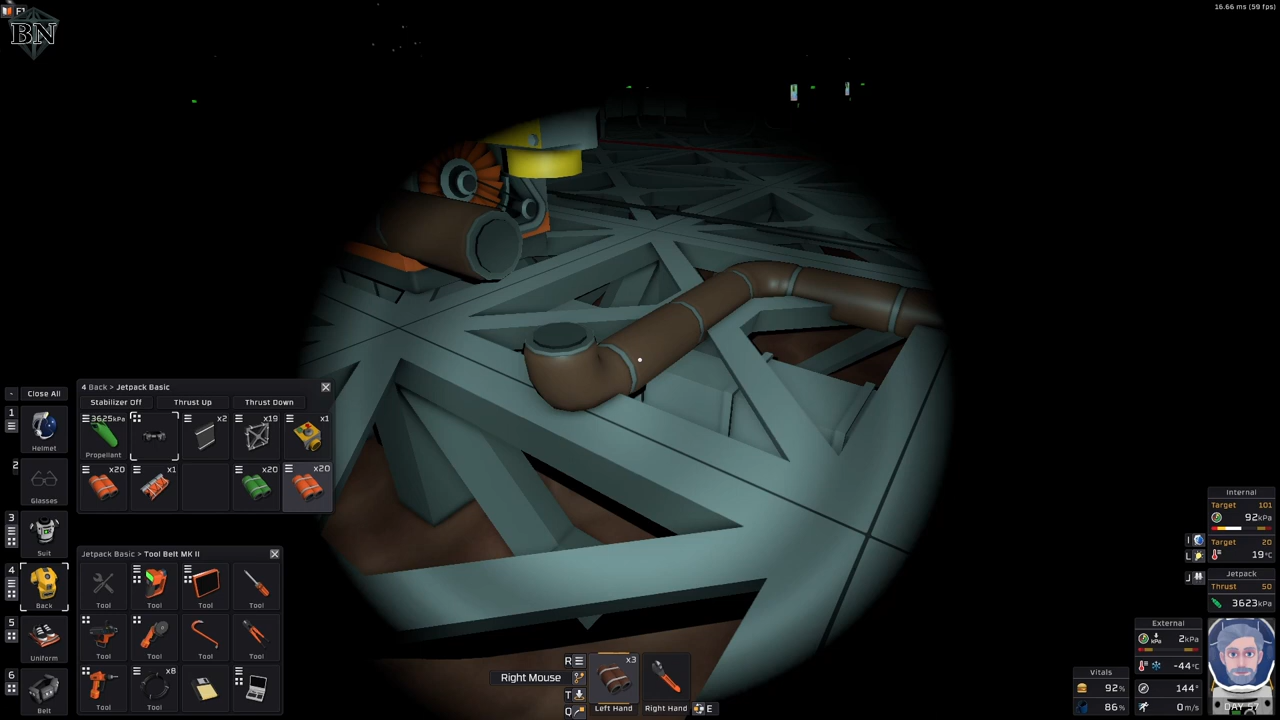 F1
BN
16.66 ms (59 fps)
- Close All
1
Helmet
2
Glasses
3
Suit
4
Back
5
Uniform
6
Belt
4 Back > Jetpack Basic
Stabilizer Off Thrust Up Thrust Down
3625kPa x2 x19 x1
Propellant
x20 x1 x20 x20
Jetpack Basic > Tool Belt MK II
Tool Tool Tool Tool
Tool Tool Tool Tool
x8
Tool
Right Mouse
R
T
Q
x3
Left Hand Right Hand E
Internal
Target 101
92kPa
Target 20
19°C
I
L
J
Jetpack
Thrust 50
3623kPa
External
kPa 2kPa
-44°C
144°
0m/s
Vitals
92%
86%
DAY 57